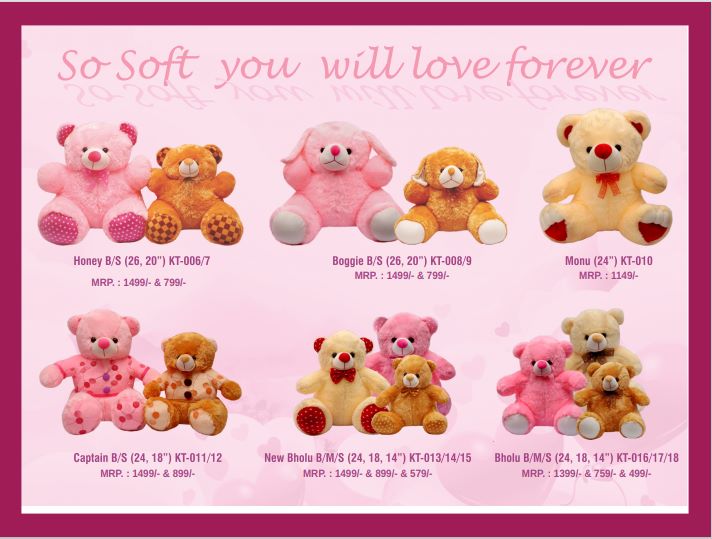 So Soft you will love forever
Honey B/S (26, 20") KT-006/7
MRP. : 1499/- & 799/-
Boggie B/S (26, 20") KT-008/9
MRP. : 1499/- & 799/-
Monu (24") KT-010
MRP. : 1149/-
Captain B/S (24, 18") KT-011/12
MRP. : 1499/- & 899/-
New Bholu B/M/S (24, 18, 14") KT-013/14/15
MRP. : 1499/- & 899/- & 579/-
Bholu B/M/S (24, 18, 14") KT-016/17/18
MRP. : 1399/- & 759/- & 499/-